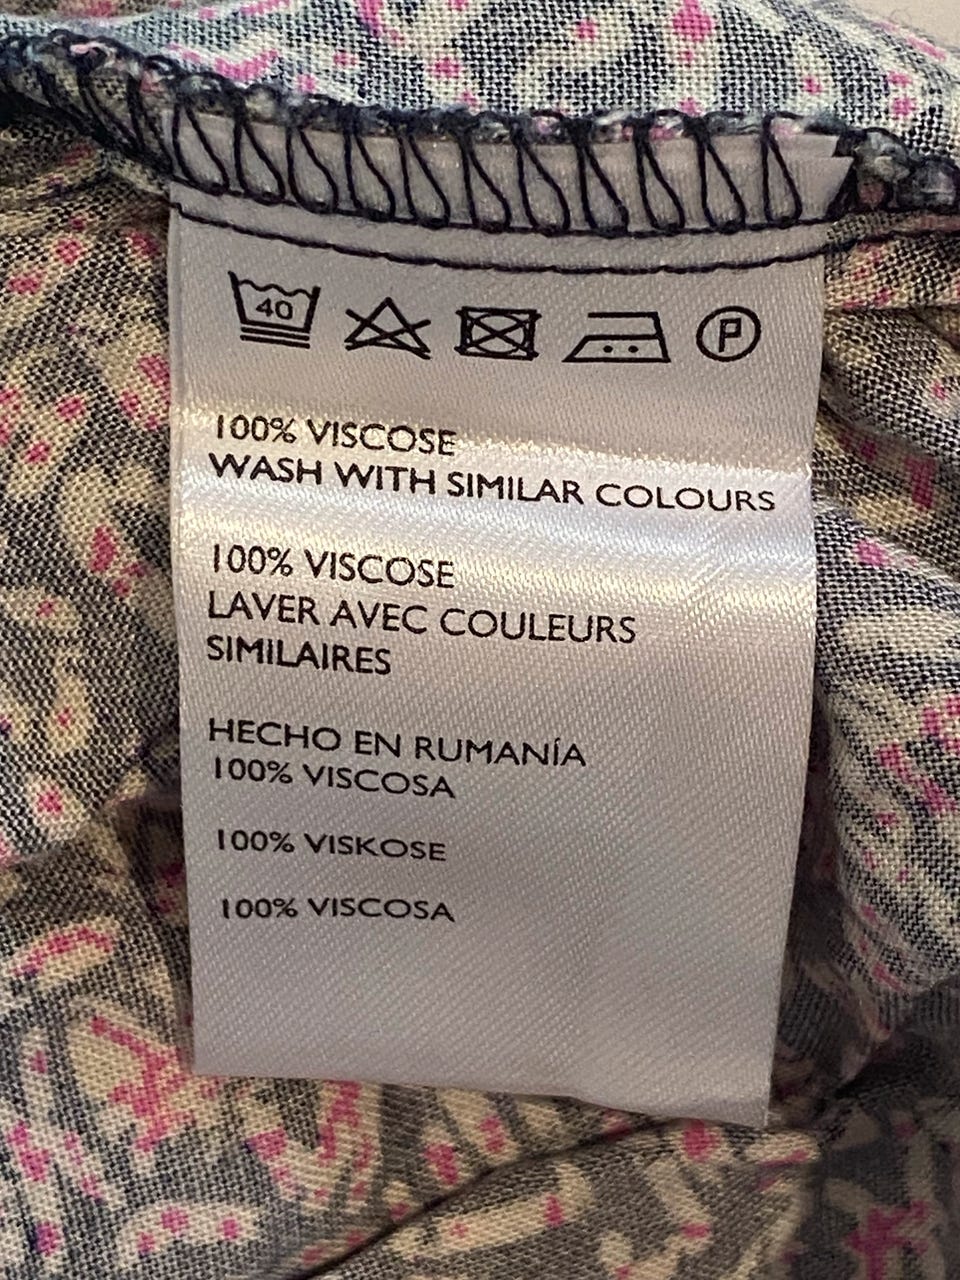 40
P
100% VISCOSE
WASH WITH SIMILAR COLOURS
100% VISCOSE
LAVER AVEC COULEURS
SIMILAIRES
HECHO EN RUMANÍA
100% VISCOSA
100% VISKOSE
100% VISCOSA